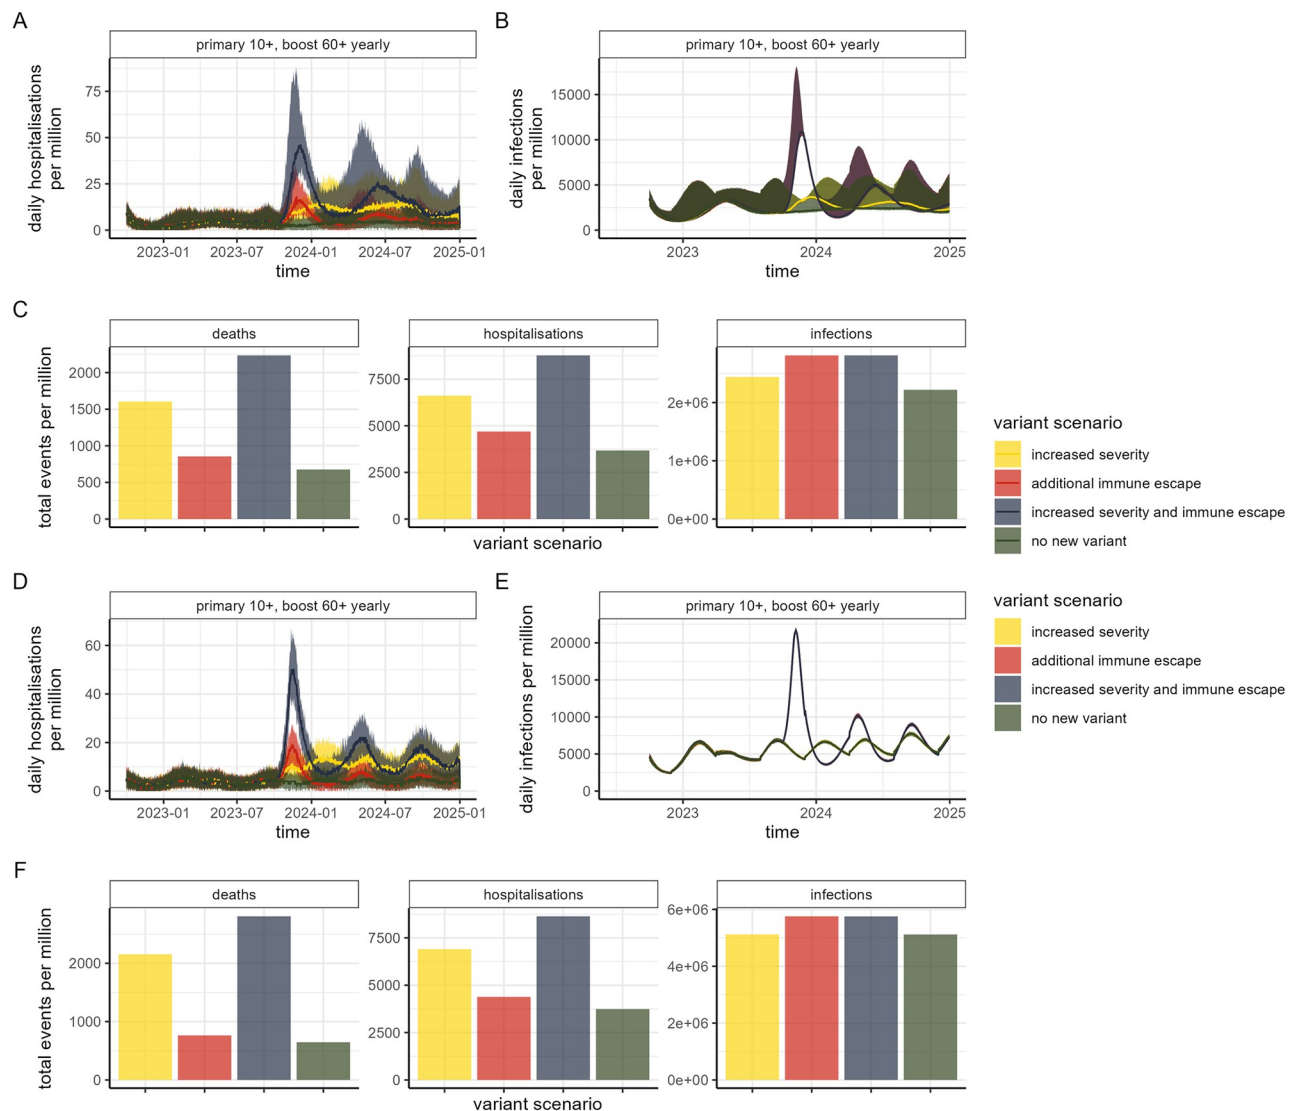 A
B
primary 10+, boost 60+ yearly
primary 10+, boost 60+ yearly
daily hospitalisations
per million
75
50
25
0
2023-01 2023-07 2024-01 2024-07 2025-01
time
daily infections
per million
15000
10000
5000
0
2023 2024 2025
time
C
deaths
hospitalisations
infections
total events per million
2000
1500
1000
500
0
7500
5000
2500
0
2e+06
1e+06
0e+00
variant scenario
variant scenario
increased severity
additional immune escape
increased severity and immune escape
no new variant
D
E
primary 10+, boost 60+ yearly
primary 10+, boost 60+ yearly
daily hospitalisations
per million
60
40
20
0
2023-01 2023-07 2024-01 2024-07 2025-01
time
daily infections per million
20000
15000
10000
5000
0
2023 2024 2025
time
variant scenario
increased severity
additional immune escape
increased severity and immune escape
no new variant
F
deaths
hospitalisations
infections
total events per million
2000
1000
0
7500
5000
2500
0
6e+06
4e+06
2e+06
0e+00
variant scenario